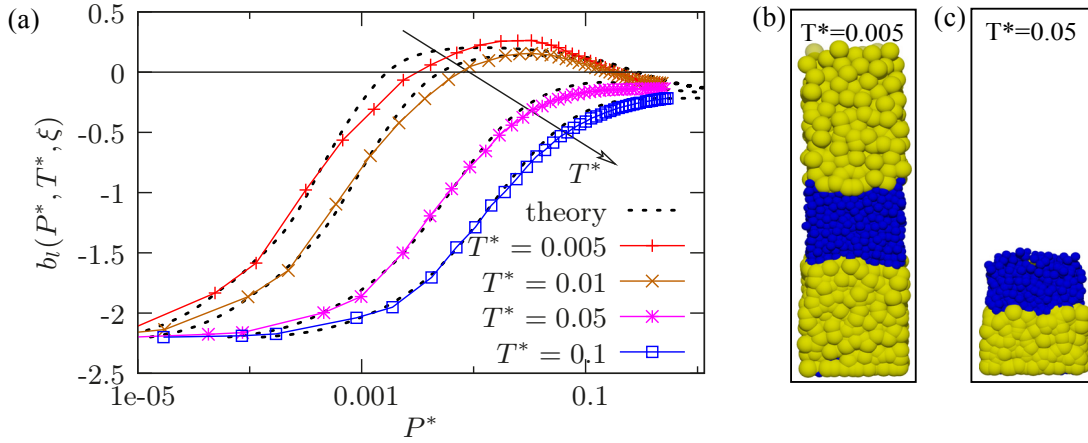 (a)
0.5
0
-0.5
-1
-1.5
-2
-2.5
b_l(P*, T*, ξ)
1e-05
0.001
0.1
P*
T*
theory
T* = 0.005
T* = 0.01
T* = 0.05
T* = 0.1
(b)
T*=0.005
(c)
T*=0.05